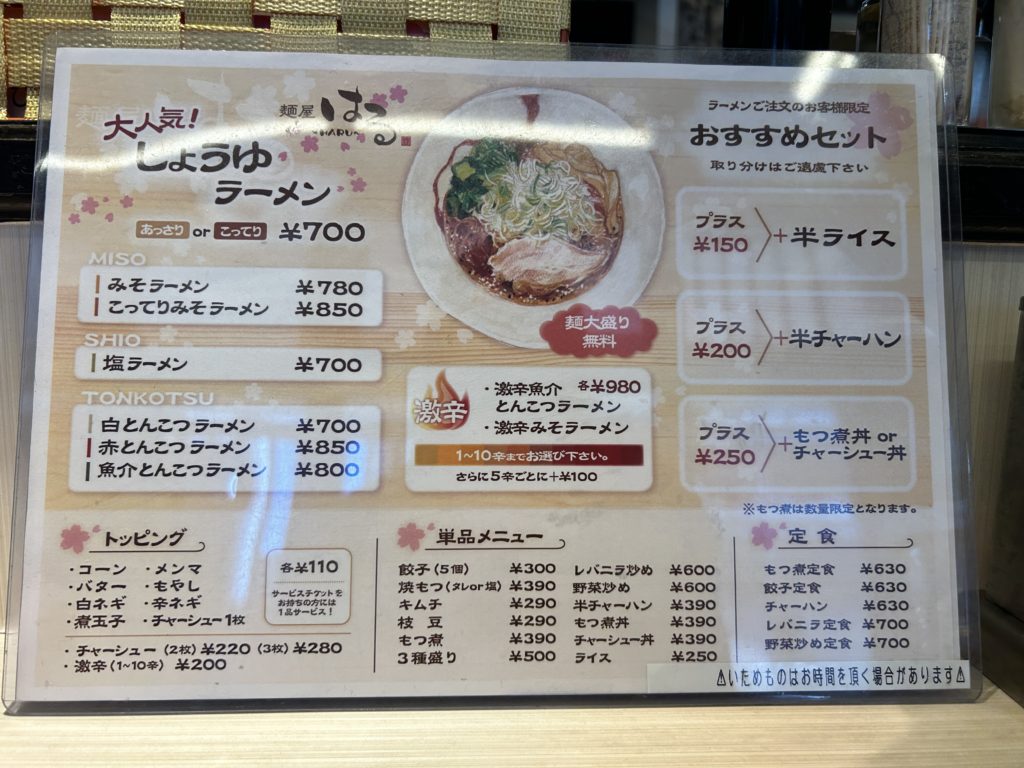 大人気!
しょうゆ
ラーメン
麺屋 はる
~HARU~
あっさり or こってり ¥700
MISO
みそラーメン ¥780
こってりみそラーメン ¥850
SHIO
塩ラーメン ¥700
TONKOTSU
白とんこつラーメン ¥700
赤とんこつラーメン ¥850
魚介とんこつラーメン ¥800
麺大盛り
無料
激辛
・激辛魚介 各¥980
とんこつラーメン
・激辛みそラーメン
1~10辛までお選び下さい。
さらに5辛ごとに+¥100
ラーメンご注文のお客様限定
おすすめセット
取り分けはご遠慮下さい
プラス
¥150
+半ライス
プラス
¥200
+半チャーハン
プラス
¥250
+もつ煮丼 or
チャーシュー丼
※もつ煮は数量限定となります。
トッピング
・コーン ・メンマ
・バター ・もやし
・白ネギ ・辛ネギ
・煮玉子 ・チャーシュー1枚
各¥110
サービスチケットを
お持ちの方には
1品サービス!
・チャーシュー(2枚)¥220 (3枚)¥280
・激辛(1~10辛) ¥200
単品メニュー
餃子(5個) ¥300
焼もつ(タレor塩) ¥390
キムチ ¥290
枝豆 ¥290
もつ煮 ¥390
3種盛り ¥500
レバニラ炒め ¥600
野菜炒め ¥600
半チャーハン ¥390
もつ煮丼 ¥390
チャーシュー丼 ¥390
ライス ¥250
定食
もつ煮定食 ¥630
餃子定食 ¥630
チャーハン ¥630
レバニラ定食 ¥700
野菜炒め定食 ¥700
⚠いためものはお時間を頂く場合があります⚠